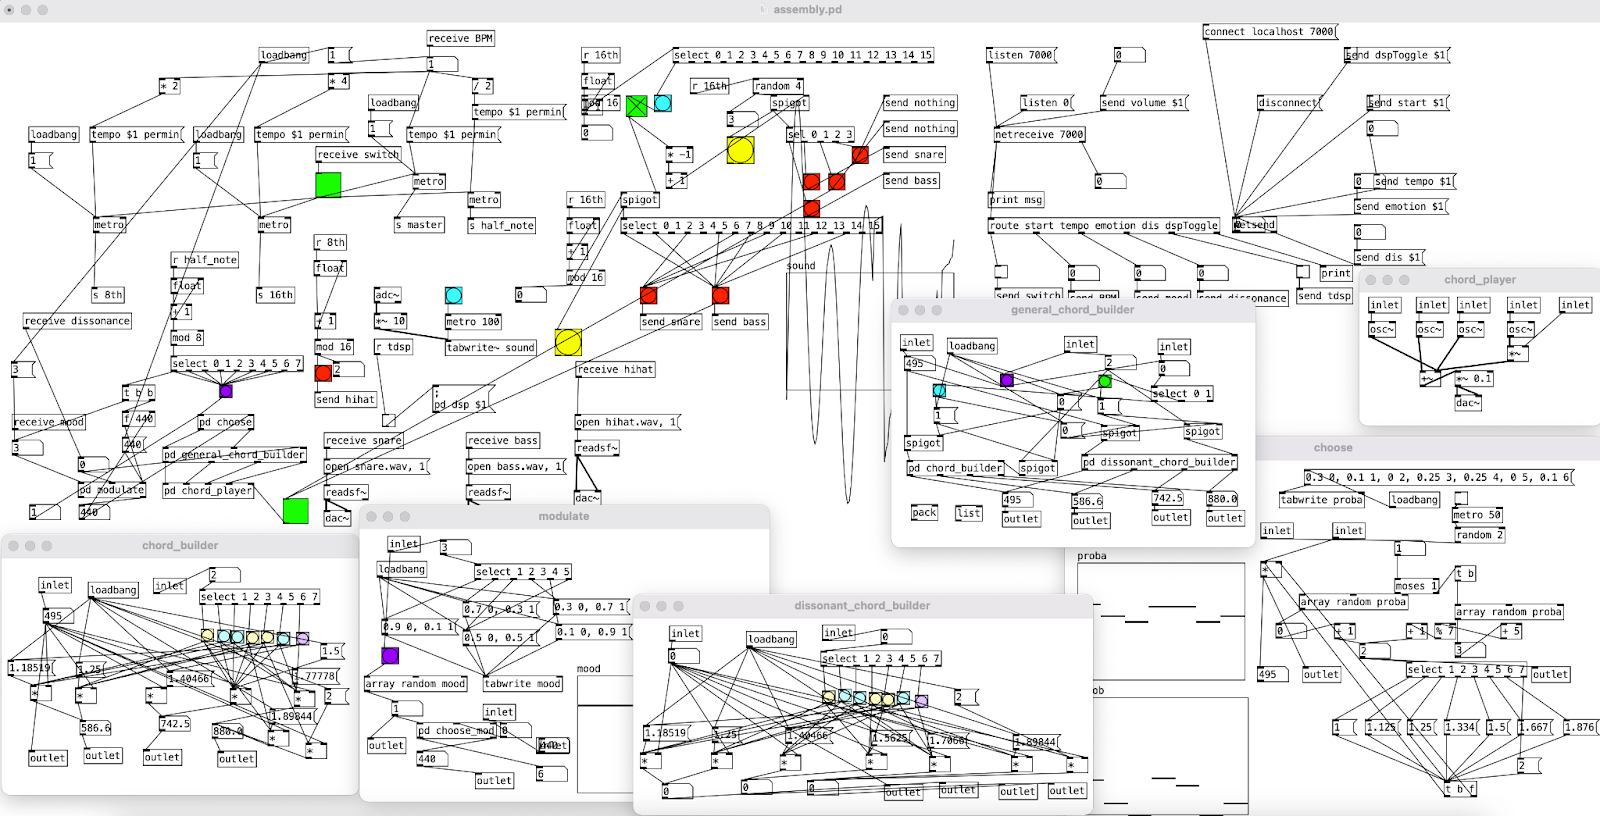 assembly.pd
receive BPM
connect localhost 7000
loadbang
1
1
r 16th
select 0 1 2 3 4 5 6 7 8 9 10 11 12 13 14 15
listen 7000
0
send dspToggle $1
* 2
* 4
/ 2
float
r 16th
random 4
loadbang
1
tempo $1 permin
mod 16
spigot
send nothing
listen 0
send volume $1
disconnect
send start $1
loadbang
tempo $1 permin
loadbang
tempo $1 permin
tempo $1 permin
0
3
sel 0 1 2 3
send nothing
netreceive 7000
0
1
1
receive switch
* -1
send snare
metro
+ 1
send bass
0
0
send tempo $1
metro
r 16th
spigot
print msg
send emotion $1
metro
metro
s master
s half_note
float
select 0 1 2 3 4 5 6 7 8 9 10 11 12 13 14 15
route start tempo emotion dis dspToggle
netsend
0
r 8th
+ 1
send dis $1
r half_note
float
mod 16
sound
0
0
0
print
float
s 8th
s 16th
adc~
0
send switch
send BPM
send mood
send dissonance
send tdsp
+ 1
receive dissonance
+ 1
*~ 10
metro 100
send snare
send bass
mod 8
mod 16
r tdsp
tabwrite~ sound
3
select 0 1 2 3 4 5 6 7
2
receive hihat
t b b
send hihat
;
pd dsp $1
receive mood
f 440
pd choose
open hihat.wav, 1
3
440
pd general_chord_builder
receive snare
receive bass
readsf~
0
open snare.wav, 1
open bass.wav, 1
pd modulate
pd chord_player
readsf~
readsf~
dac~
1
440
dac~
chord_player
inlet
inlet
inlet
inlet
inlet
osc~
osc~
osc~
osc~
*~
+~
*~ 0.1
dac~
general_chord_builder
inlet
loadbang
inlet
inlet
495
2
0
select 0 1
1
0
1
0
spigot
spigot
spigot
pd chord_builder
spigot
pd dissonant_chord_builder
495
586.6
742.5
880.0
pack
list
outlet
outlet
outlet
outlet
choose
0.3 0, 0.1 1, 0 2, 0.25 3, 0.25 4, 0 5, 0.1 6
tabwrite proba
loadbang
metro 50
inlet
inlet
random 2
1
*
moses 1
t b
array random proba
array random proba
0
+ 1
+ 1
% 7
+ 5
2
3
495
outlet
select 1 2 3 4 5 6 7
outlet
1
1.125
1.25
1.334
1.5
1.667
1.876
2
t b f
proba
chord_builder
inlet
loadbang
inlet
2
select 1 2 3 4 5 6 7
495
1.5
1.18519
1.25
1.40466
1.77778
*
*
*
*
*
2
586.6
742.5
880.0
1.89844
*
*
outlet
outlet
outlet
outlet
modulate
inlet
3
loadbang
select 1 2 3 4 5
0.7 0, 0.3 1
0.3 0, 0.7 1
0.9 0, 0.1 1
0.5 0, 0.5 1
0.1 0, 0.9 1
array random mood
tabwrite mood
mood
1
inlet
outlet
pd choose_mod
0
440
outlet
6
dissonant_chord_builder
inlet
loadbang
inlet
0
0
select 1 2 3 4 5 6 7
2
1.18519
1.25
1.40466
1.5625
1.7066
1.89844
*
*
*
*
*
*
*
0
0
0
outlet
outlet
outlet
outlet